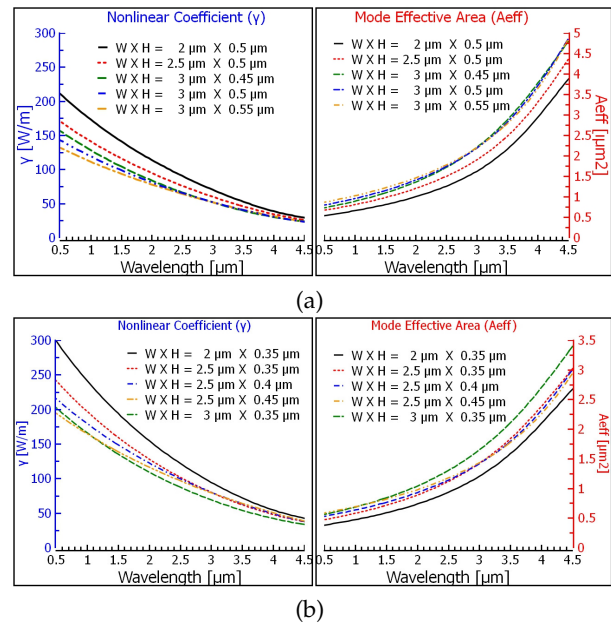 Nonlinear Coefficient (γ)
300
250
200
150
100
50
0
γ [W/m]
W X H = 2 µm X 0.5 µm
W X H = 2.5 µm X 0.5 µm
W X H = 3 µm X 0.45 µm
W X H = 3 µm X 0.5 µm
W X H = 3 µm X 0.55 µm
0.5 1 1.5 2 2.5 3 3.5 4 4.5
Wavelength [µm]
Mode Effective Area (Aeff)
W X H = 2 µm X 0.5 µm
W X H = 2.5 µm X 0.5 µm
W X H = 3 µm X 0.45 µm
W X H = 3 µm X 0.5 µm
W X H = 3 µm X 0.55 µm
5
4.5
4
3.5
3
2.5
2
1.5
1
0.5
0
Aeff [µm2]
0.5 1 1.5 2 2.5 3 3.5 4 4.5
Wavelength [µm]
(a)
Nonlinear Coefficient (γ)
300
250
200
150
100
50
0
γ [W/m]
W X H = 2 µm X 0.35 µm
W X H = 2.5 µm X 0.35 µm
W X H = 2.5 µm X 0.4 µm
W X H = 2.5 µm X 0.45 µm
W X H = 3 µm X 0.35 µm
0.5 1 1.5 2 2.5 3 3.5 4 4.5
Wavelength [µm]
Mode Effective Area (Aeff)
W X H = 2 µm X 0.35 µm
W X H = 2.5 µm X 0.35 µm
W X H = 2.5 µm X 0.4 µm
W X H = 2.5 µm X 0.45 µm
W X H = 3 µm X 0.35 µm
3.5
3
2.5
2
1.5
1
0.5
0
Aeff [µm2]
0.5 1 1.5 2 2.5 3 3.5 4 4.5
Wavelength [µm]
(b)